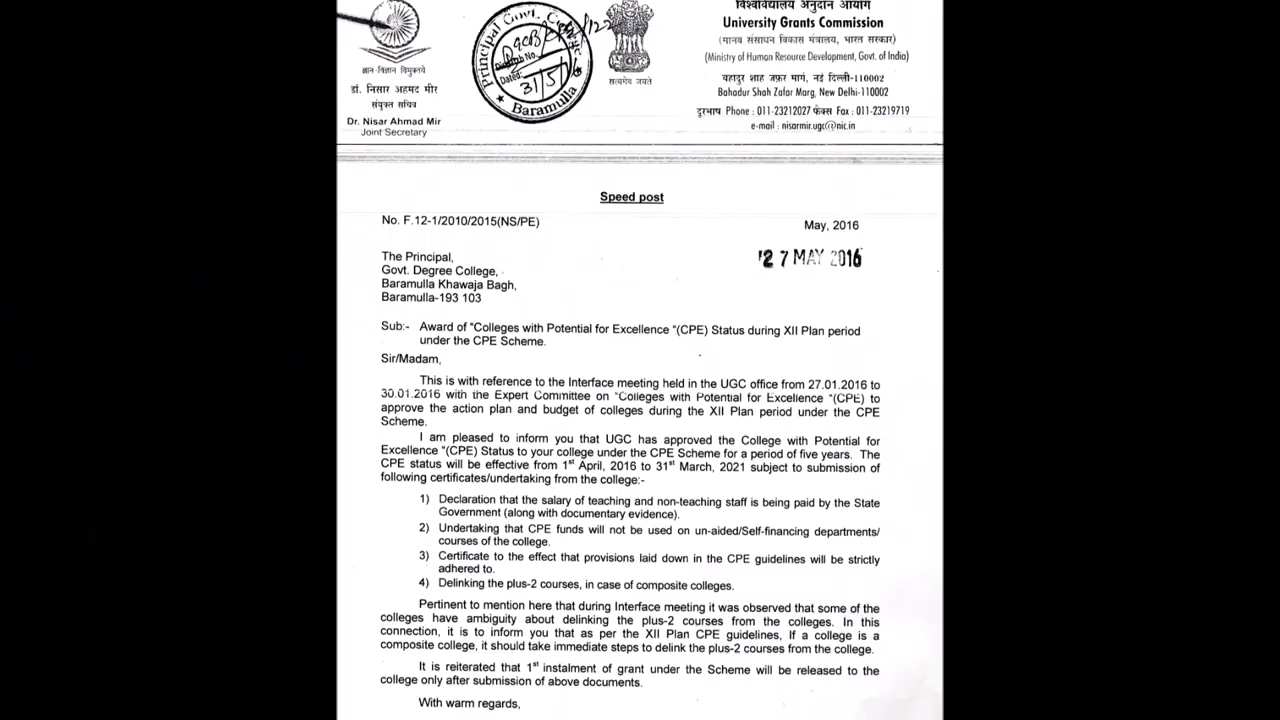 विश्वविद्यालय अनुदान आयोग
University Grants Commission
(मानव संसाधन विकास मंत्रालय, भारत सरकार)
(Ministry of Human Resource Development, Govt. of India)
बहादुर शाह ज़फ़र मार्ग, नई दिल्ली-110002
Bahadur Shah Zafar Marg, New Delhi-110002
दूरभाष Phone : 011-23212027 फैक्स Fax : 011-23219719
e-mail : nisarmir.ugc@nic.in
ज्ञान-विज्ञान विमुक्तये
डॉ. निसार अहमद मीर
संयुक्त सचिव
Dr. Nisar Ahmad Mir
Joint Secretary
Principal Govt. College
No.
Dated: 31/5/
Baramulla
सत्यमेव जयते
Speed post
No. F.12-1/2010/2015(NS/PE)
May, 2016
27 MAY 2016
The Principal,
Govt. Degree College,
Baramulla Khawaja Bagh,
Baramulla-193 103
Sub:- Award of "Colleges with Potential for Excellence "(CPE) Status during XII Plan period
under the CPE Scheme.
Sir/Madam,
This is with reference to the Interface meeting held in the UGC office from 27.01.2016 to
30.01.2016 with the Expert Committee on "Colleges with Potential for Excellence "(CPE) to
approve the action plan and budget of colleges during the XII Plan period under the CPE
Scheme.
I am pleased to inform you that UGC has approved the College with Potential for
Excellence "(CPE) Status to your college under the CPE Scheme for a period of five years. The
CPE status will be effective from 1st April, 2016 to 31st March, 2021 subject to submission of
following certificates/undertaking from the college:-
1) Declaration that the salary of teaching and non-teaching staff is being paid by the State
Government (along with documentary evidence).
2) Undertaking that CPE funds will not be used on un-aided/Self-financing departments/
courses of the college.
3) Certificate to the effect that provisions laid down in the CPE guidelines will be strictly
adhered to.
4) Delinking the plus-2 courses, in case of composite colleges.
Pertinent to mention here that during Interface meeting it was observed that some of the
colleges have ambiguity about delinking the plus-2 courses from the colleges. In this
connection, it is to inform you that as per the XII Plan CPE guidelines, If a college is a
composite college, it should take immediate steps to delink the plus-2 courses from the college.
It is reiterated that 1st instalment of grant under the Scheme will be released to the
college only after submission of above documents.
With warm regards,